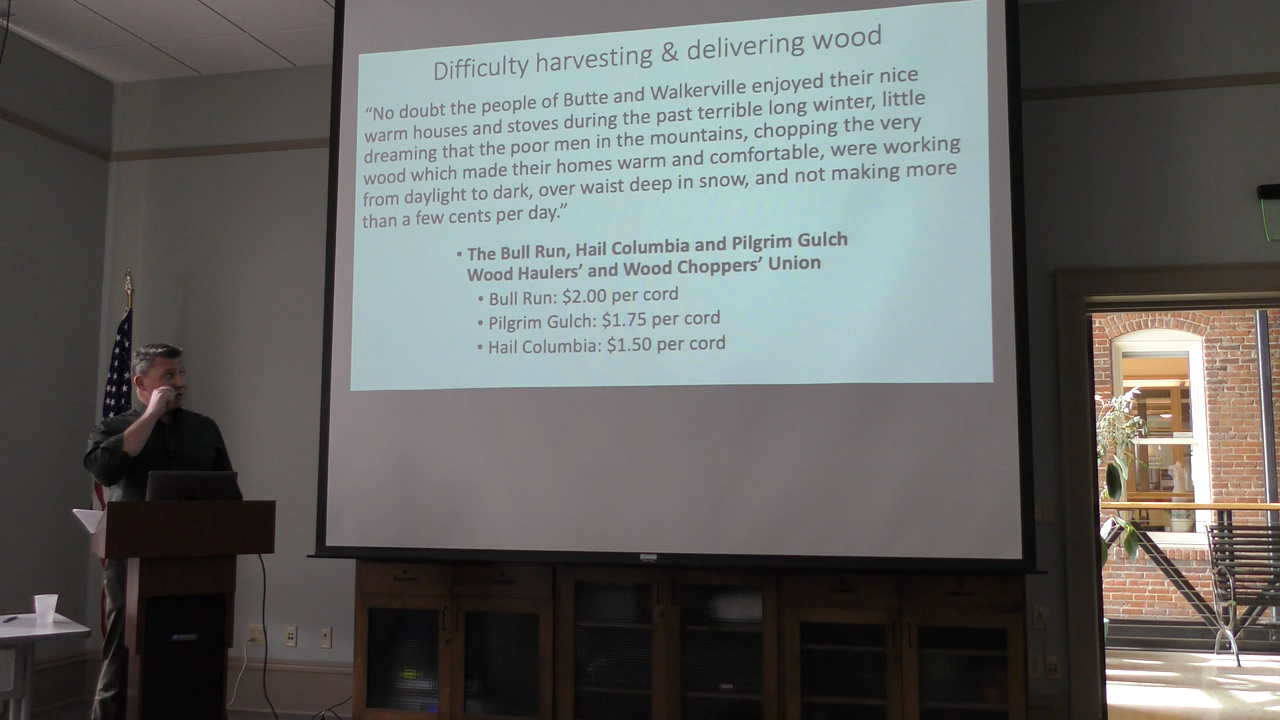 Difficulty harvesting & delivering wood
“No doubt the people of Butte and Walkerville enjoyed their nice
warm houses and stoves during the past terrible long winter, little
dreaming that the poor men in the mountains, chopping the very
wood which made their homes warm and comfortable, were working
from daylight to dark, over waist deep in snow, and not making more
than a few cents per day.”
• The Bull Run, Hail Columbia and Pilgrim Gulch
Wood Haulers’ and Wood Choppers’ Union
• Bull Run: $2.00 per cord
• Pilgrim Gulch: $1.75 per cord
• Hail Columbia: $1.50 per cord